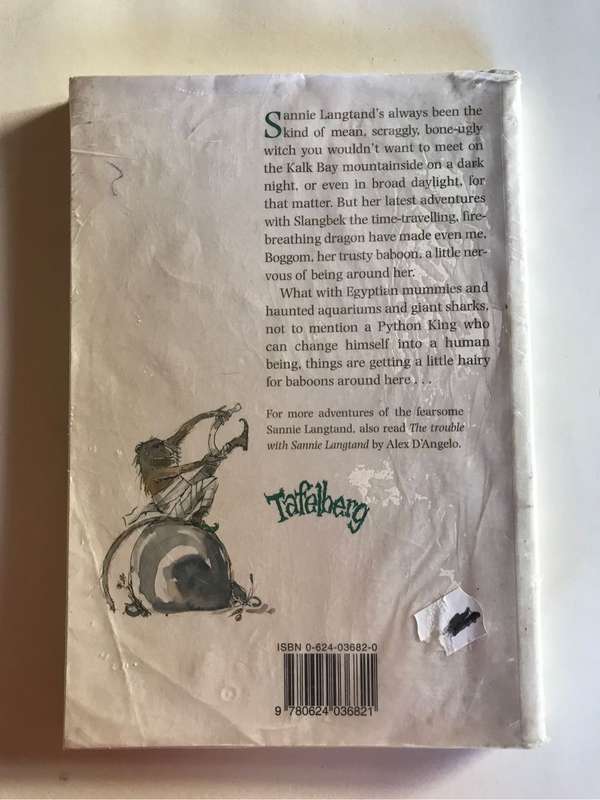 Sannie Langtand's always been the
kind of mean, scraggly, bone-ugly
witch you wouldn't want to meet on
the Kalk Bay mountainside on a dark
night, or even in broad daylight, for
that matter. But her latest adventures
with Slangbek the time-travelling, fire-
breathing dragon have made even me,
Boggom, her trusty baboon, a little ner-
vous of being around her.
What with Egyptian mummies and
haunted aquariums and giant sharks,
not to mention a Python King who
can change himself into a human
being, things are getting a little hairy
for baboons around here . . .
For more adventures of the fearsome
Sannie Langtand, also read The trouble
with Sannie Langtand by Alex D'Angelo.
Tafelberg
ISBN 0-624-03682-0
9 780624 036821